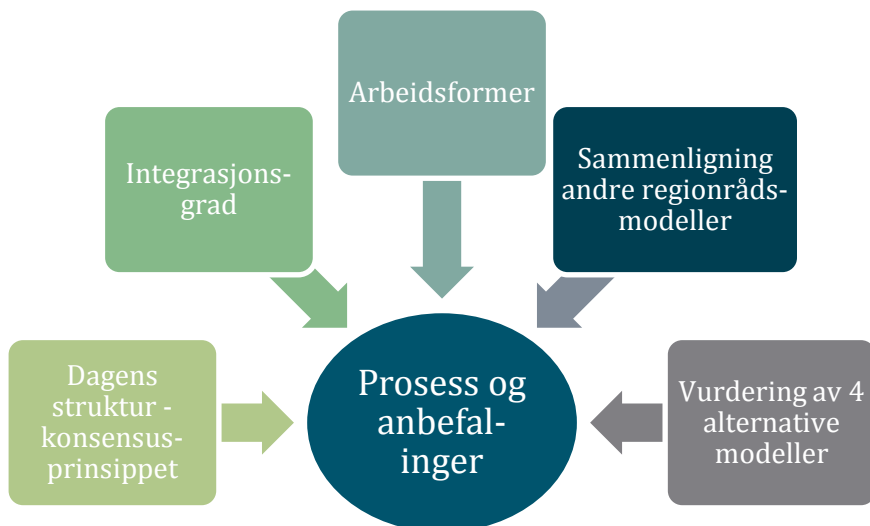 Arbeidsformer
Integrasjons-
grad
Sammenligning
andre regionråds-
modeller
Dagens
struktur -
konsensus-
prinsippet
Prosess og
anbefal-
inger
Vurdering av 4
alternative
modeller